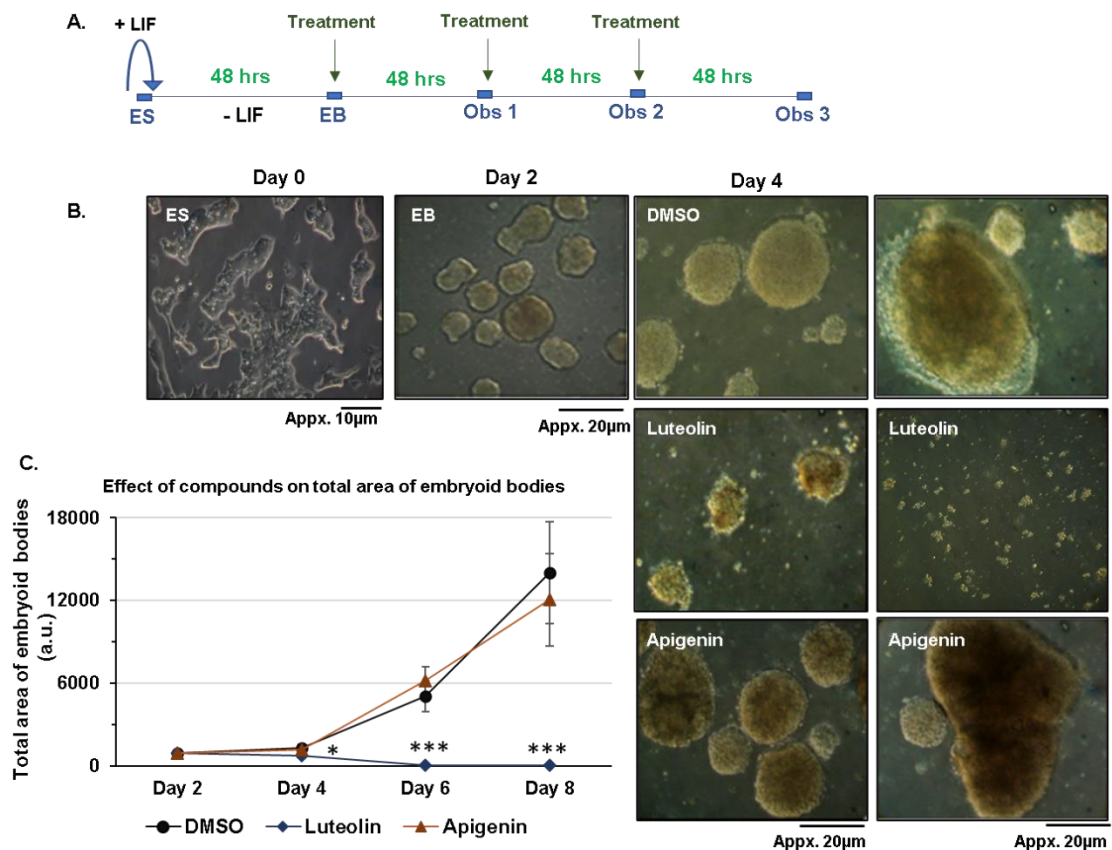 A.
+ LIF
Treatment Treatment Treatment
48 hrs 48 hrs 48 hrs 48 hrs
ES EB Obs 1 Obs 2 Obs 3
- LIF
B.
Day 0 Day 2 Day 4
ES EB DMSO
Appx. 10µm Appx. 20µm
Luteolin Luteolin
Apigenin Apigenin
Appx. 20µm Appx. 20µm
C.
Effect of compounds on total area of embryoid bodies
Total area of embryoid bodies
(a.u.)
18000
12000
6000
0
* *** ***
Day 2 Day 4 Day 6 Day 8
DMSO Luteolin Apigenin